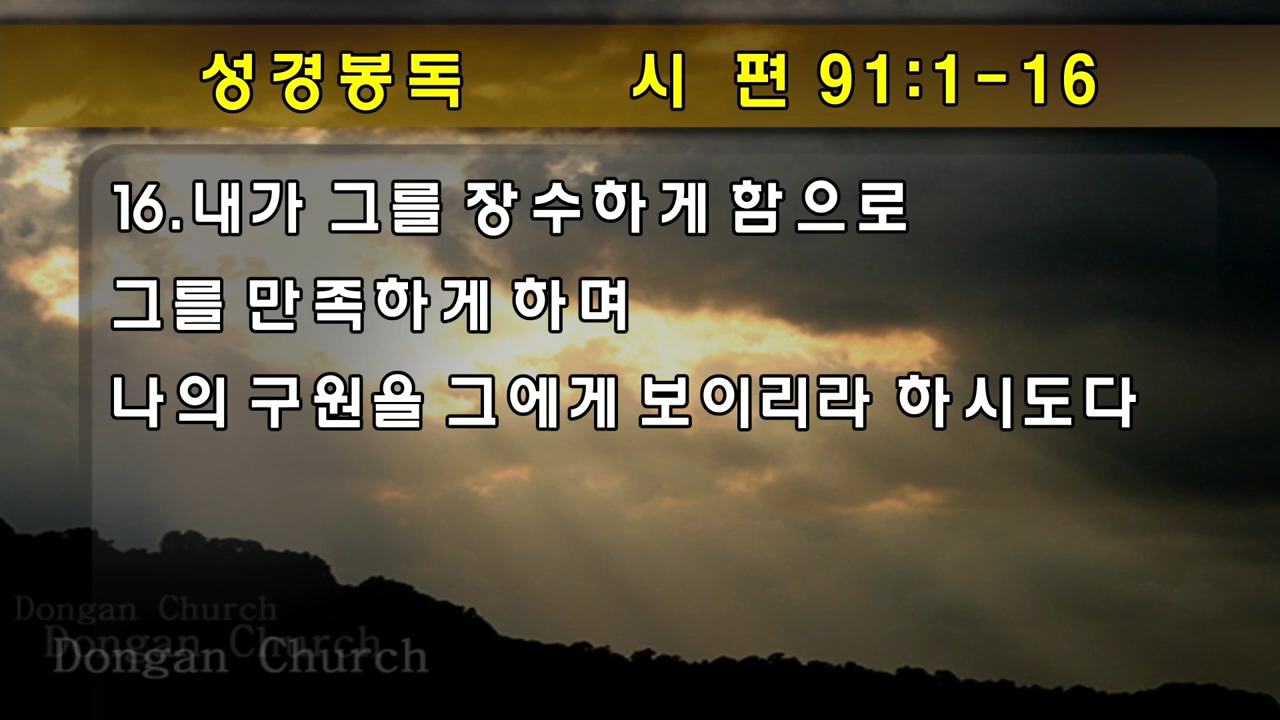 성경봉독 시 편 91:1-16
16.내가 그를 장수하게 함으로
그를 만족하게 하며
나의 구원을 그에게 보이리라 하시도다
Dongan Church
Dongan Church
Dongan Church